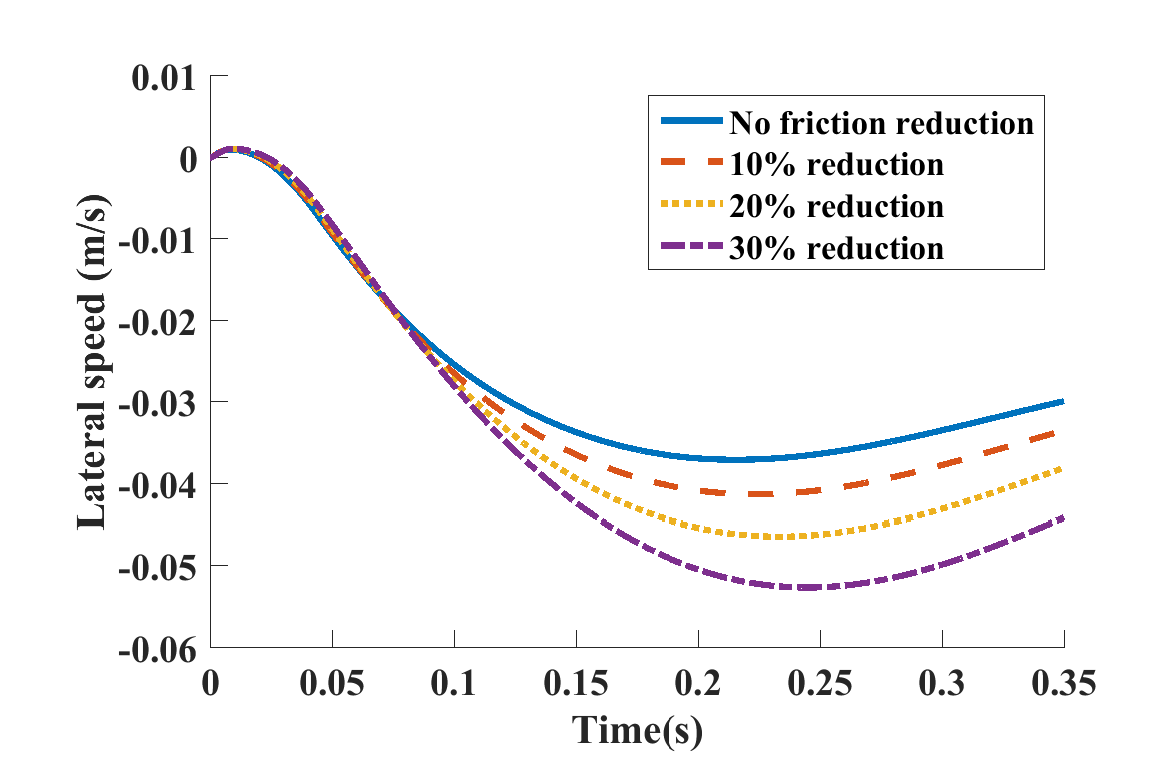 0.01
0
-0.01
-0.02
-0.03
-0.04
-0.05
-0.06
Lateral speed (m/s)
No friction reduction
10% reduction
20% reduction
30% reduction
0 0.05 0.1 0.15 0.2 0.25 0.3 0.35
Time(s)